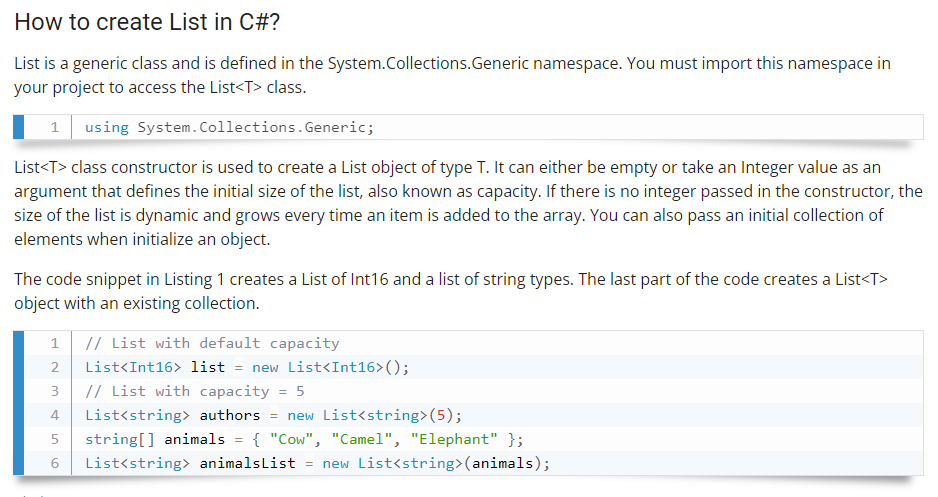 How to create List in C#?
List is a generic class and is defined in the System.Collections.Generic namespace. You must import this namespace in
your project to access the List<T> class.
1 using System.Collections.Generic;
List<T> class constructor is used to create a List object of type T. It can either be empty or take an Integer value as an
argument that defines the initial size of the list, also known as capacity. If there is no integer passed in the constructor, the
size of the list is dynamic and grows every time an item is added to the array. You can also pass an initial collection of
elements when initialize an object.
The code snippet in Listing 1 creates a List of Int16 and a list of string types. The last part of the code creates a List<T>
object with an existing collection.
1 // List with default capacity
2 List<Int16> list = new List<Int16>();
3 // List with capacity = 5
4 List<string> authors = new List<string>(5);
5 string[] animals = { "Cow", "Camel", "Elephant" };
6 List<string> animalsList = new List<string>(animals);